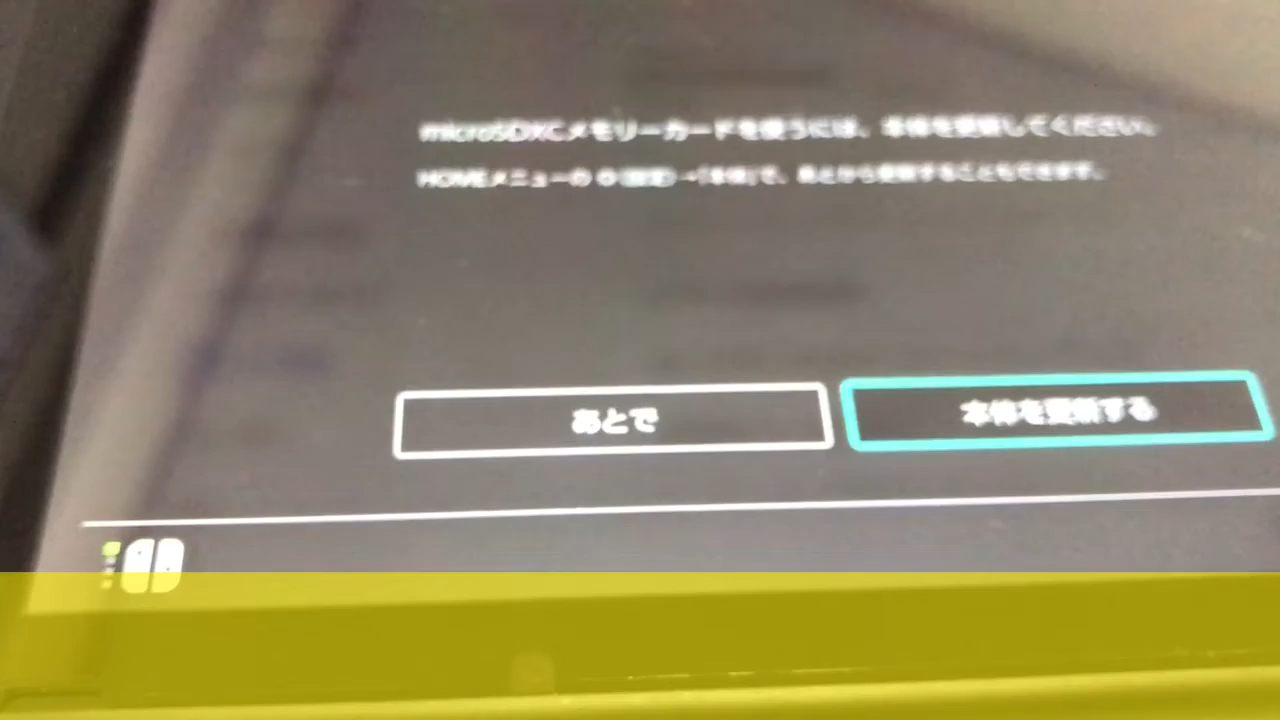 microSDXCメモリーカードを使うには、本体を更新してください。
HOMEメニューの (設定)→「本体」で、あとから更新することもできます。
あとで
本体を更新する